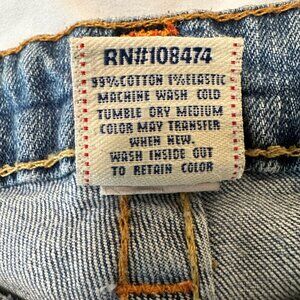 RN#108474
99%COTTON 1%ELASTIC
MACHINE WASH COLD
TUMBLE DRY MEDIUM
COLOR MAY TRANSFER
WHEN NEW.
WASH INSIDE OUT
TO RETAIN COLOR